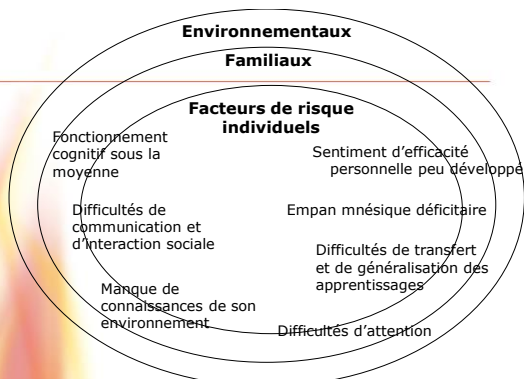 Environnementaux
Familiaux
Facteurs de risque
individuels
Fonctionnement
cognitif sous la
moyenne
Sentiment d’efficacité
personnelle peu développé
Difficultés de
communication et
d’interaction sociale
Empan mnésique déficitaire
Difficultés de transfert
et de généralisation des
apprentissages
Manque de
connaissances de son
environnement
Difficultés d’attention